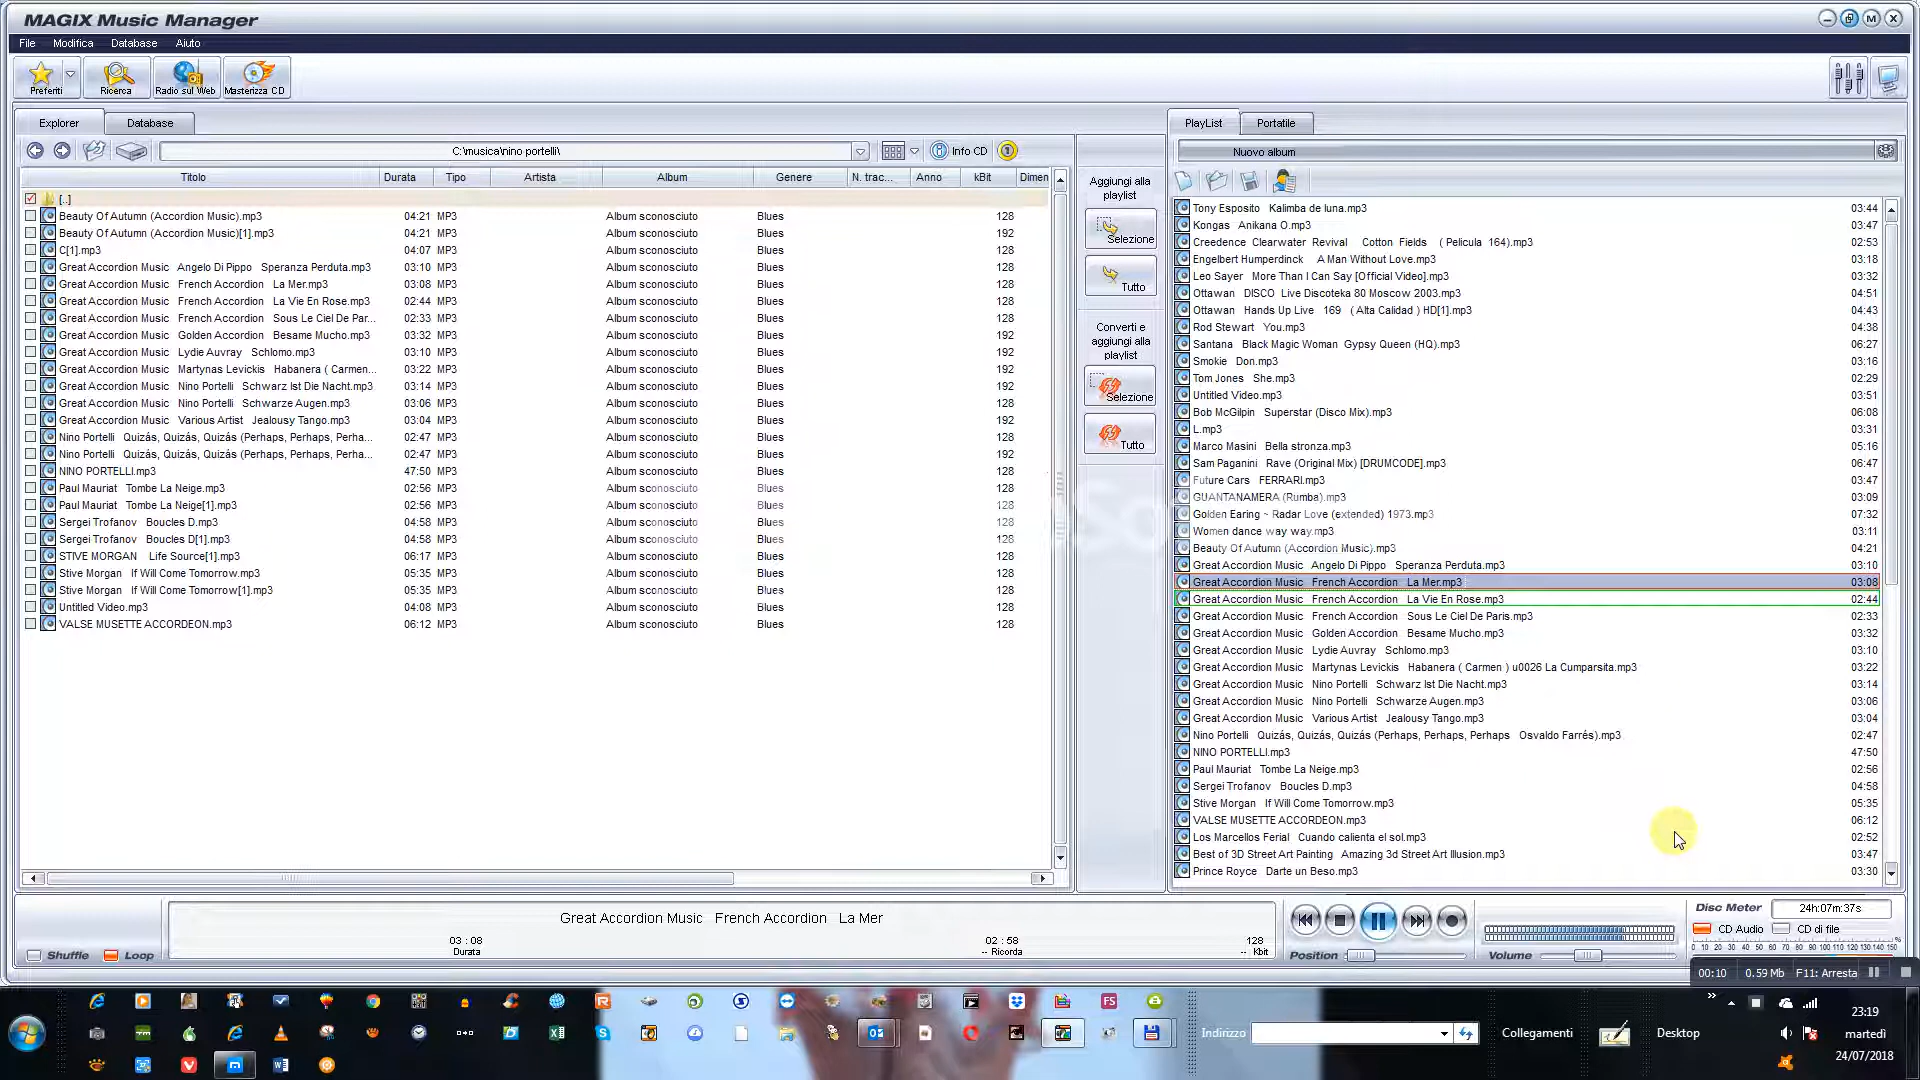 MAGIX Music Manager
File Modifica Database Aiuto
Preferiti Ricerca Radio sul Web Masterizza CD
Explorer Database
C:\musica\nino portelli\ Info CD
Titolo Durata Tipo Artista Album Genere N. trac... Anno kBit Dimen
[..]
Beauty Of Autumn (Accordion Music).mp3 04:21 MP3 Album sconosciuto Blues 128
Beauty Of Autumn (Accordion Music)[1].mp3 04:21 MP3 Album sconosciuto Blues 192
C[1].mp3 04:07 MP3 Album sconosciuto Blues 128
Great Accordion Music Angelo Di Pippo Speranza Perduta.mp3 03:10 MP3 Album sconosciuto Blues 128
Great Accordion Music French Accordion La Mer.mp3 03:08 MP3 Album sconosciuto Blues 128
Great Accordion Music French Accordion La Vie En Rose.mp3 02:44 MP3 Album sconosciuto Blues 128
Great Accordion Music French Accordion Sous Le Ciel De Par... 02:33 MP3 Album sconosciuto Blues 128
Great Accordion Music Golden Accordion Besame Mucho.mp3 03:32 MP3 Album sconosciuto Blues 192
Great Accordion Music Lydie Auvray Schlomo.mp3 03:10 MP3 Album sconosciuto Blues 192
Great Accordion Music Martynas Levickis Habanera ( Carmen... 03:22 MP3 Album sconosciuto Blues 192
Great Accordion Music Nino Portelli Schwarz Ist Die Nacht.mp3 03:14 MP3 Album sconosciuto Blues 192
Great Accordion Music Nino Portelli Schwarze Augen.mp3 03:06 MP3 Album sconosciuto Blues 192
Great Accordion Music Various Artist Jealousy Tango.mp3 03:04 MP3 Album sconosciuto Blues 192
Nino Portelli Quizás, Quizás, Quizás (Perhaps, Perhaps, Perha... 02:47 MP3 Album sconosciuto Blues 128
Nino Portelli Quizás, Quizás, Quizás (Perhaps, Perhaps, Perha... 02:47 MP3 Album sconosciuto Blues 192
NINO PORTELLI.mp3 47:50 MP3 Album sconosciuto Blues 128
Paul Mauriat Tombe La Neige.mp3 02:56 MP3 Album sconosciuto Blues 128
Paul Mauriat Tombe La Neige[1].mp3 02:56 MP3 Album sconosciuto Blues 128
Sergei Trofanov Boucles D.mp3 04:58 MP3 Album sconosciuto Blues 128
Sergei Trofanov Boucles D[1].mp3 04:58 MP3 Album sconosciuto Blues 128
STIVE MORGAN Life Source[1].mp3 06:17 MP3 Album sconosciuto Blues 128
Stive Morgan If Will Come Tomorrow.mp3 05:35 MP3 Album sconosciuto Blues 128
Stive Morgan If Will Come Tomorrow[1].mp3 05:35 MP3 Album sconosciuto Blues 128
Untitled Video.mp3 04:08 MP3 Album sconosciuto Blues 128
VALSE MUSETTE ACCORDEON.mp3 06:12 MP3 Album sconosciuto Blues 128
Aggiungi alla
playlist
Selezione
Tutto
Converti e
aggiungi alla
playlist
Selezione
Tutto
PlayList Portatile
Nuovo album
Tony Esposito Kalimba de luna.mp3 03:44
Kongas Anikana O.mp3 03:47
Creedence Clearwater Revival Cotton Fields ( Pelicula 164).mp3 02:53
Engelbert Humperdinck A Man Without Love.mp3 03:18
Leo Sayer More Than I Can Say [Official Video].mp3 03:32
Ottawan DISCO Live Discoteka 80 Moscow 2003.mp3 04:51
Ottawan Hands Up Live 169 ( Alta Calidad ) HD[1].mp3 04:43
Rod Stewart You.mp3 04:38
Santana Black Magic Woman Gypsy Queen (HQ).mp3 06:27
Smokie Don.mp3 03:16
Tom Jones She.mp3 02:29
Untitled Video.mp3 03:51
Bob McGilpin Superstar (Disco Mix).mp3 06:08
L.mp3 03:31
Marco Masini Bella stronza.mp3 05:16
Sam Paganini Rave (Original Mix) [DRUMCODE].mp3 06:47
Future Cars FERRARI.mp3 03:47
GUANTANAMERA (Rumba).mp3 03:09
Golden Earing ~ Radar Love (extended) 1973.mp3 07:32
Women dance way way.mp3 03:11
Beauty Of Autumn (Accordion Music).mp3 04:21
Great Accordion Music Angelo Di Pippo Speranza Perduta.mp3 03:10
Great Accordion Music French Accordion La Mer.mp3 03:08
Great Accordion Music French Accordion La Vie En Rose.mp3 02:44
Great Accordion Music French Accordion Sous Le Ciel De Paris.mp3 02:33
Great Accordion Music Golden Accordion Besame Mucho.mp3 03:32
Great Accordion Music Lydie Auvray Schlomo.mp3 03:10
Great Accordion Music Martynas Levickis Habanera ( Carmen ) u0026 La Cumparsita.mp3 03:22
Great Accordion Music Nino Portelli Schwarz Ist Die Nacht.mp3 03:14
Great Accordion Music Nino Portelli Schwarze Augen.mp3 03:06
Great Accordion Music Various Artist Jealousy Tango.mp3 03:04
Nino Portelli Quizás, Quizás, Quizás (Perhaps, Perhaps, Perhaps Osvaldo Farrés).mp3 02:47
NINO PORTELLI.mp3 47:50
Paul Mauriat Tombe La Neige.mp3 02:56
Sergei Trofanov Boucles D.mp3 04:58
Stive Morgan If Will Come Tomorrow.mp3 05:35
VALSE MUSETTE ACCORDEON.mp3 06:12
Los Marcellos Ferial Cuando calienta el sol.mp3 02:52
Best of 3D Street Art Painting Amazing 3d Street Art Illusion.mp3 03:47
Prince Royce Darte un Beso.mp3 03:30
Shuffle Loop
Great Accordion Music French Accordion La Mer
03 : 08 02 : 58 128
Durata -- Ricorda -- Kbit
Position Volume
Disc Meter 24h:07m:37s
CD Audio CD di file
0 10 20 30 40 50 60 70 80 90 100 110 120 130 140 150 %
00:10 0.59 Mb F11: Arresta
Indirizzo Collegamenti Desktop
23:19
martedì
24/07/2018